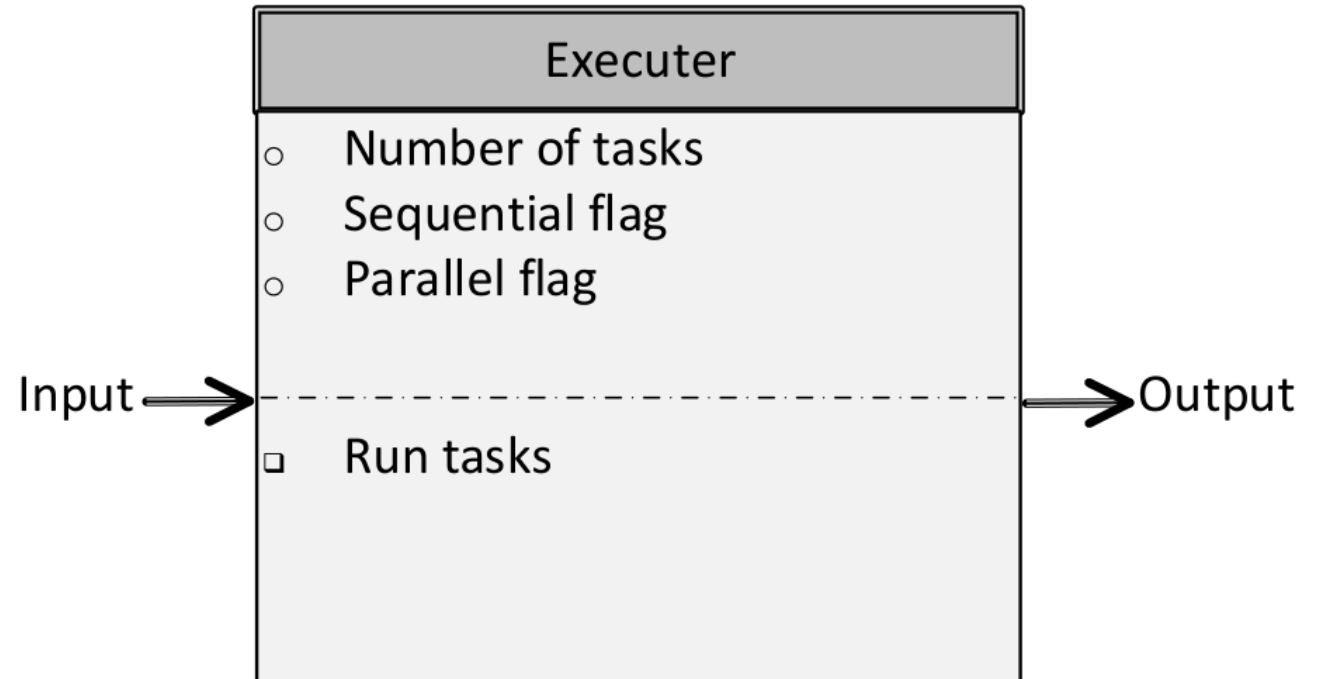 Executer
Number of tasks
Sequential flag
Parallel flag
Input
Output
Run tasks